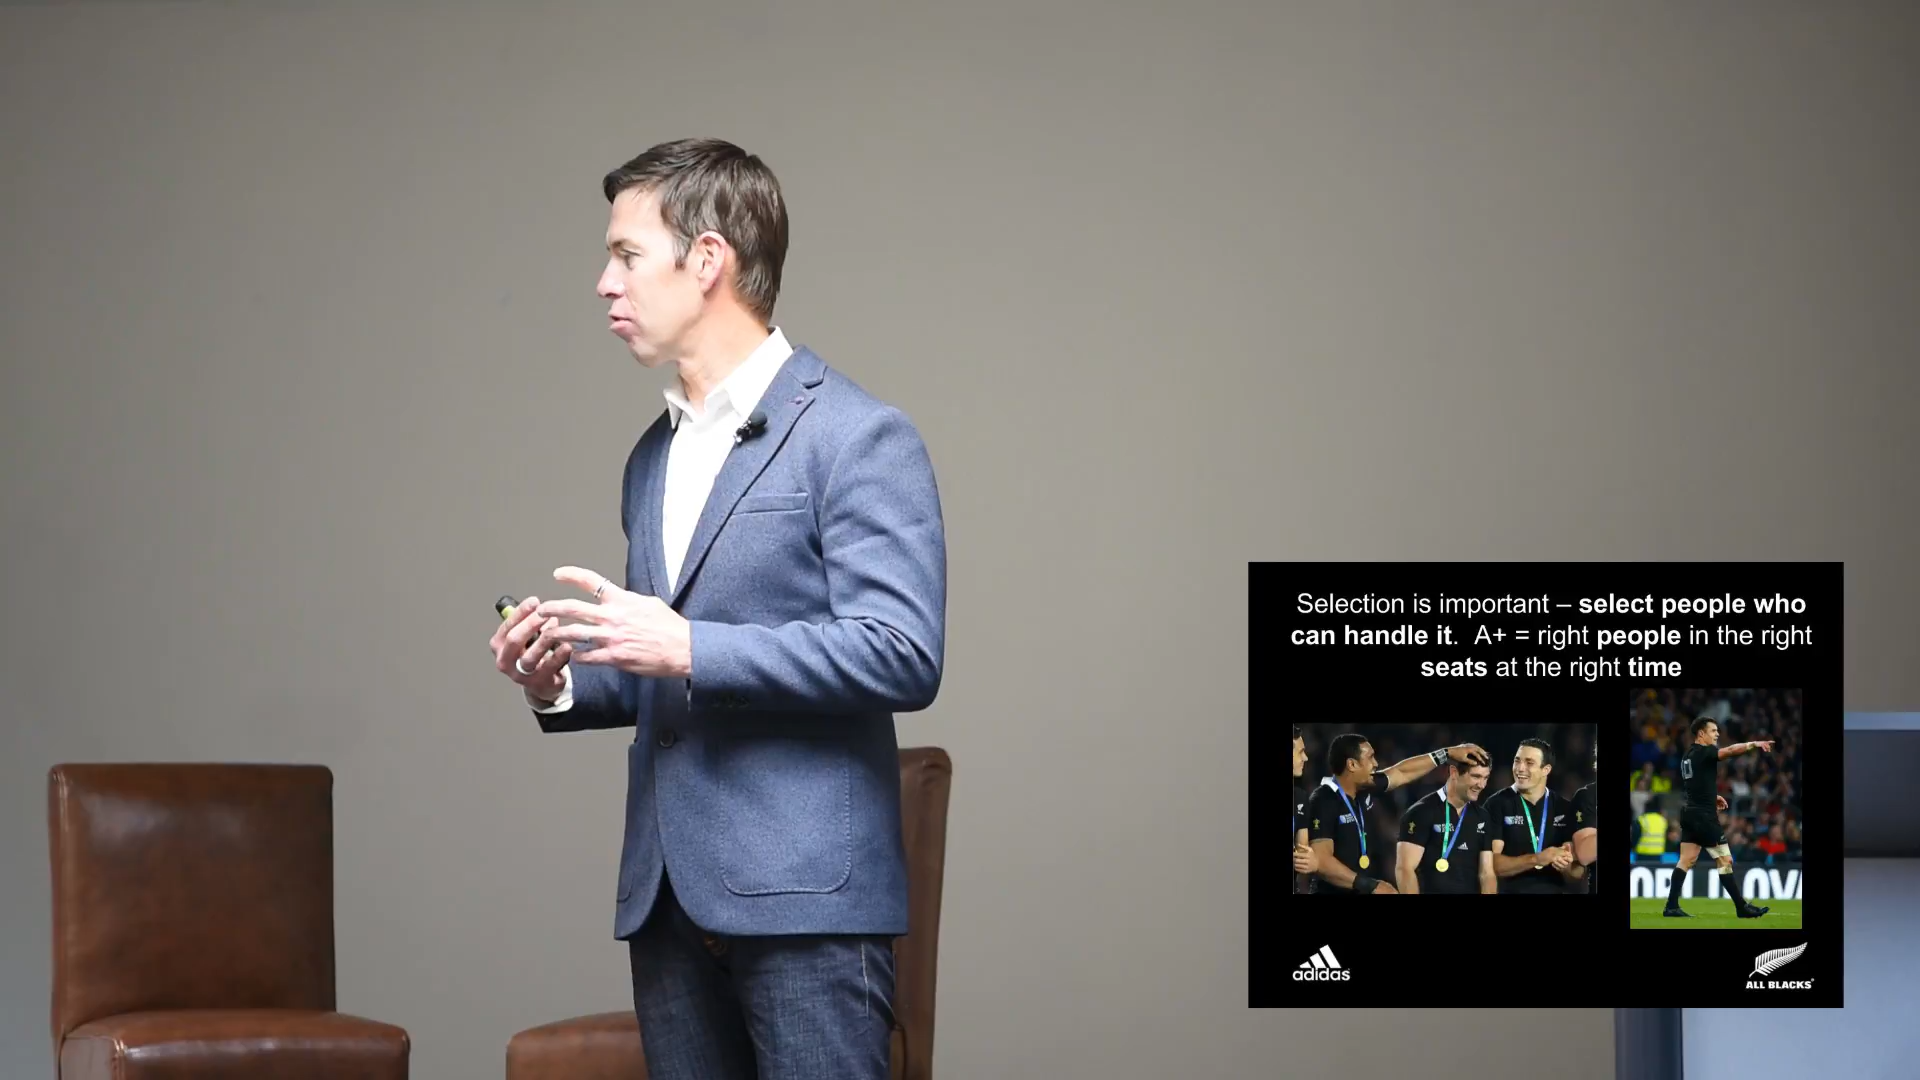 Selection is important – select people who
can handle it. A+ = right people in the right
seats at the right time
10
adidas
ALL BLACKS